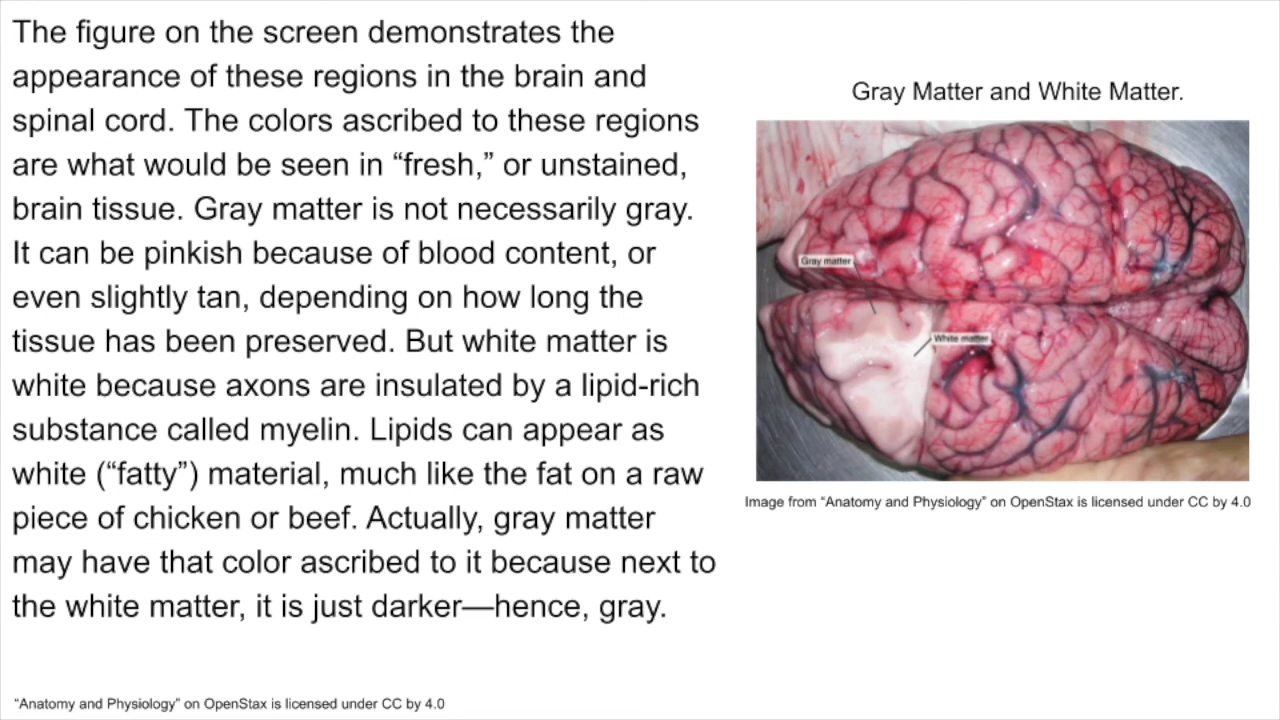 The figure on the screen demonstrates the
appearance of these regions in the brain and
spinal cord. The colors ascribed to these regions
are what would be seen in “fresh,” or unstained,
brain tissue. Gray matter is not necessarily gray.
It can be pinkish because of blood content, or
even slightly tan, depending on how long the
tissue has been preserved. But white matter is
white because axons are insulated by a lipid-rich
substance called myelin. Lipids can appear as
white (“fatty”) material, much like the fat on a raw
piece of chicken or beef. Actually, gray matter
may have that color ascribed to it because next to
the white matter, it is just darker—hence, gray.
Gray Matter and White Matter.
Gray matter
White matter
Image from “Anatomy and Physiology” on OpenStax is licensed under CC by 4.0
“Anatomy and Physiology” on OpenStax is licensed under CC by 4.0